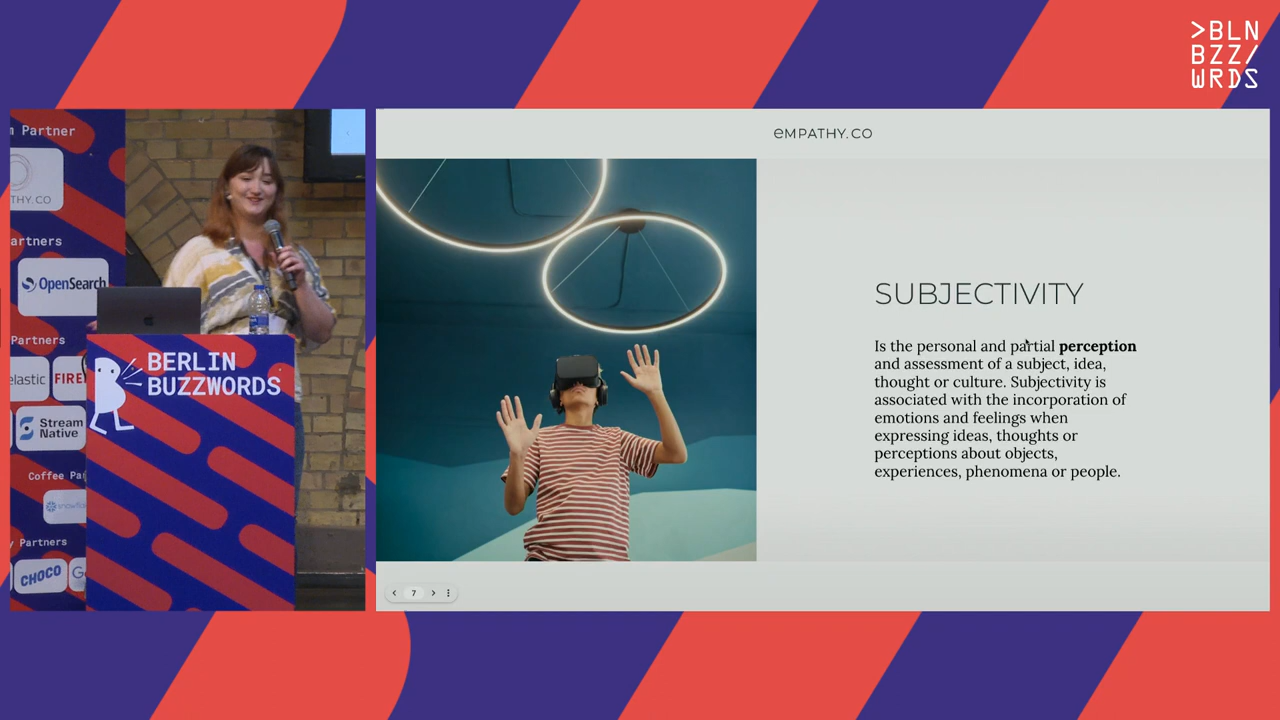 >BLN
BZZ/
WRDS
Partner
THY.CO
artners
OpenSearch
Partners
elastic
FIRE
Stream
Native
Coffee Pa
snowfla
Partners
CHOCO
G
BERLIN
BUZZWORDS
eMPATHY.CO
SUBJECTIVITY
Is the personal and partial perception
and assessment of a subject, idea,
thought or culture. Subjectivity is
associated with the incorporation of
emotions and feelings when
expressing ideas, thoughts or
perceptions about objects,
experiences, phenomena or people.
7